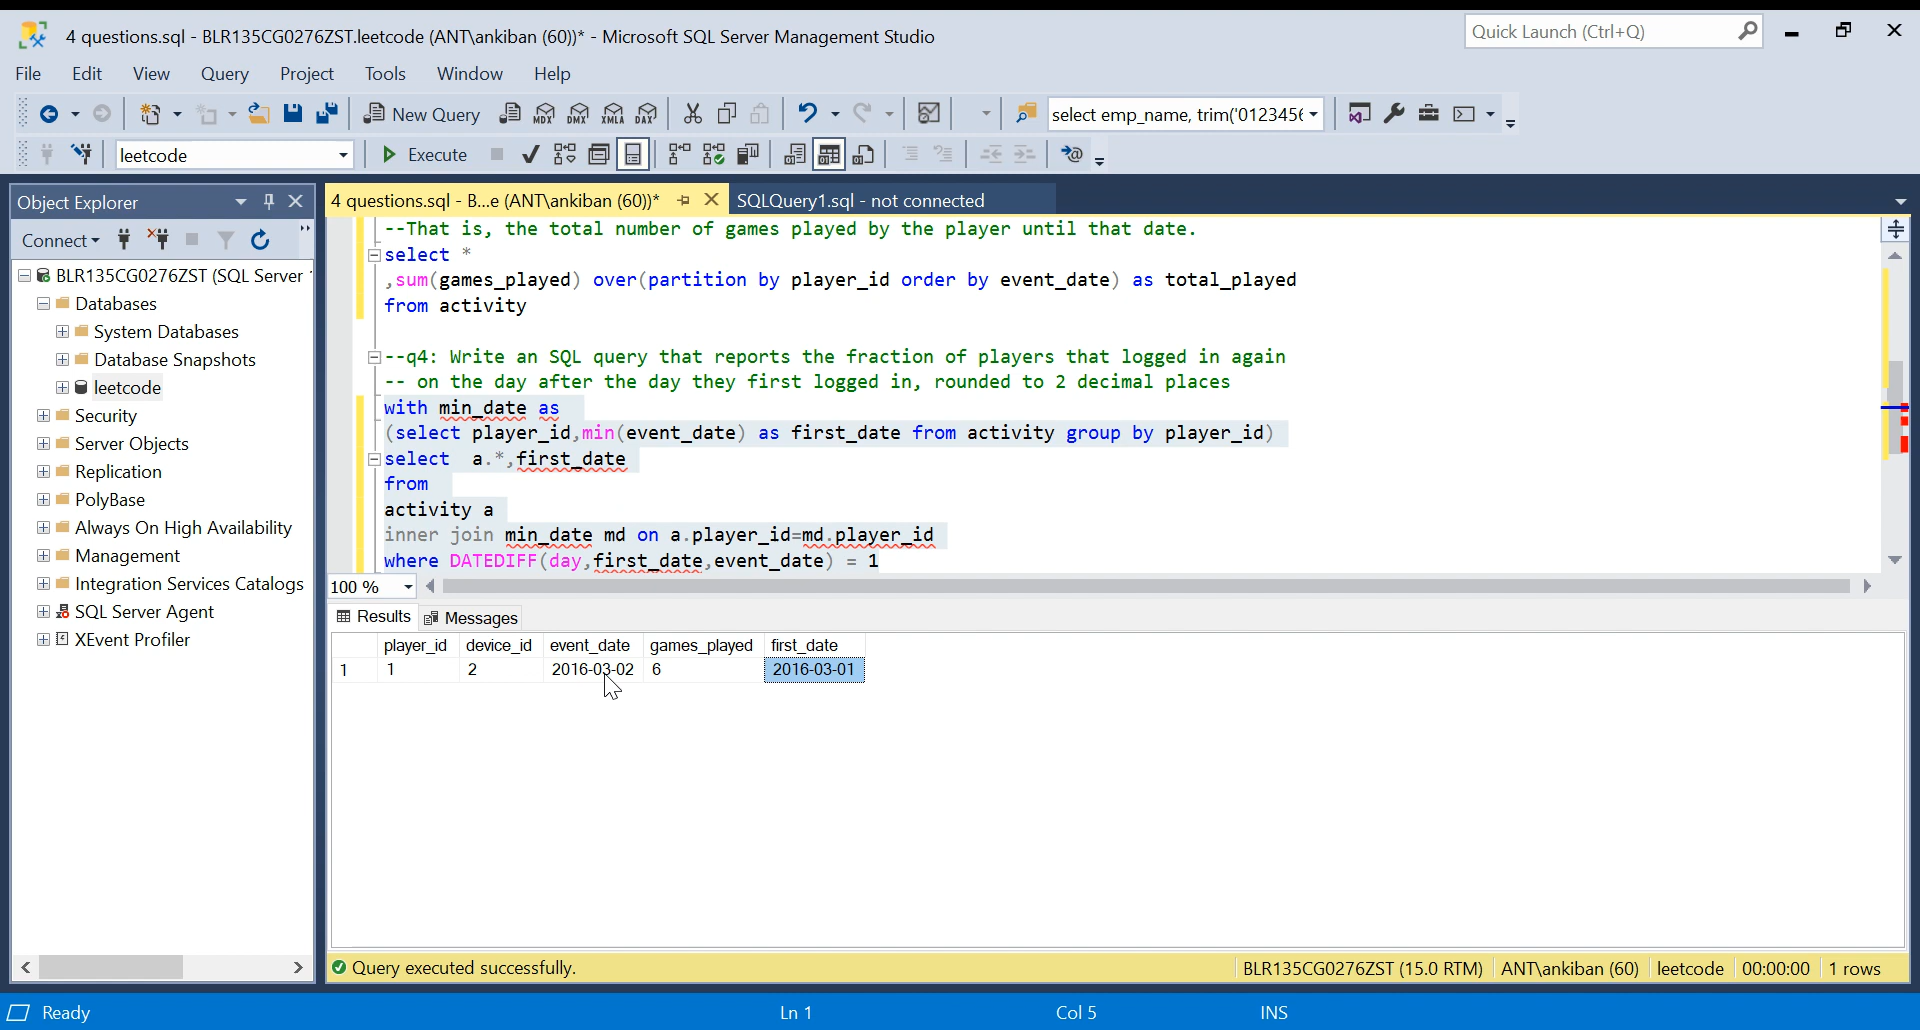 4 questions.sql - BLR135CG0276ZST.leetcode (ANT\ankiban (60))* - Microsoft SQL Server Management Studio
Quick Launch (Ctrl+Q)
File Edit View Query Project Tools Window Help
New Query MDX DMX XMLA DAX select emp_name, trim('0123456
leetcode Execute
Object Explorer
4 questions.sql - B...e (ANT\ankiban (60))* SQLQuery1.sql - not connected
Connect
BLR135CG0276ZST (SQL Server
Databases
System Databases
Database Snapshots
leetcode
Security
Server Objects
Replication
PolyBase
Always On High Availability
Management
Integration Services Catalogs
SQL Server Agent
XEvent Profiler
--That is, the total number of games played by the player until that date.
select *
,sum(games_played) over(partition by player_id order by event_date) as total_played
from activity
--q4: Write an SQL query that reports the fraction of players that logged in again
-- on the day after the day they first logged in, rounded to 2 decimal places
with min_date as
(select player_id,min(event_date) as first_date from activity group by player_id)
select a.*,first_date
from
activity a
inner join min_date md on a.player_id=md.player_id
where DATEDIFF(day,first_date,event_date) = 1
100 %
Results Messages
player_id device_id event_date games_played first_date
1 1 2 2016-03-02 6 2016-03-01
Query executed successfully. BLR135CG0276ZST (15.0 RTM) ANT\ankiban (60) leetcode 00:00:00 1 rows
Ready Ln 1 Col 5 INS